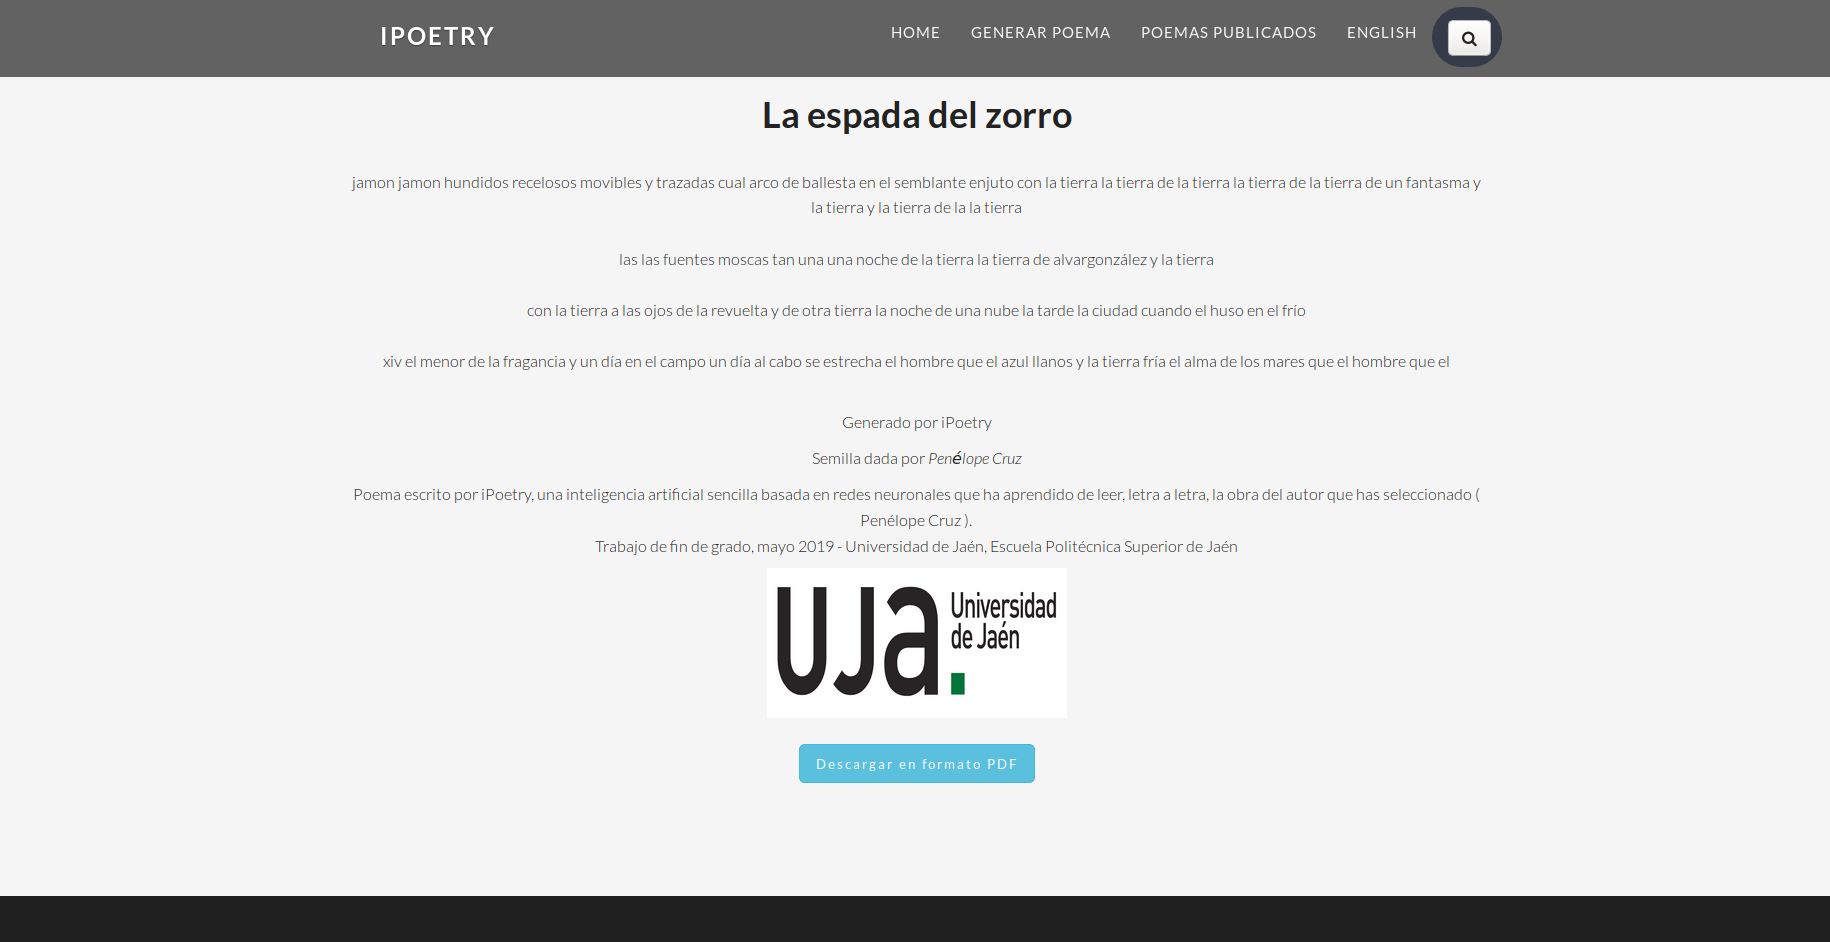 IPOETRY
HOME GENERAR POEMA POEMAS PUBLICADOS ENGLISH
La espada del zorro
jamon jamon hundidos recelosos movibles y trazadas cual arco de ballesta en el semblante enjuto con la tierra la tierra de la tierra la tierra de la tierra de un fantasma y
la tierra y la tierra de la la tierra
las las fuentes moscas tan una una noche de la tierra la tierra de alvargonzález y la tierra
con la tierra a las ojos de la revuelta y de otra tierra la noche de una nube la tarde la ciudad cuando el huso en el frío
xiv el menor de la fragancia y un día en el campo un día al cabo se estrecha el hombre que el azul llanos y la tierra fría el alma de los mares que el hombre que el
Generado por iPoetry
Semilla dada por Penélope Cruz
Poema escrito por iPoetry, una inteligencia artificial sencilla basada en redes neuronales que ha aprendido de leer, letra a letra, la obra del autor que has seleccionado (
Penélope Cruz ).
Trabajo de fin de grado, mayo 2019 - Universidad de Jaén, Escuela Politécnica Superior de Jaén
uja. Universidad
de Jaén
Descargar en formato PDF